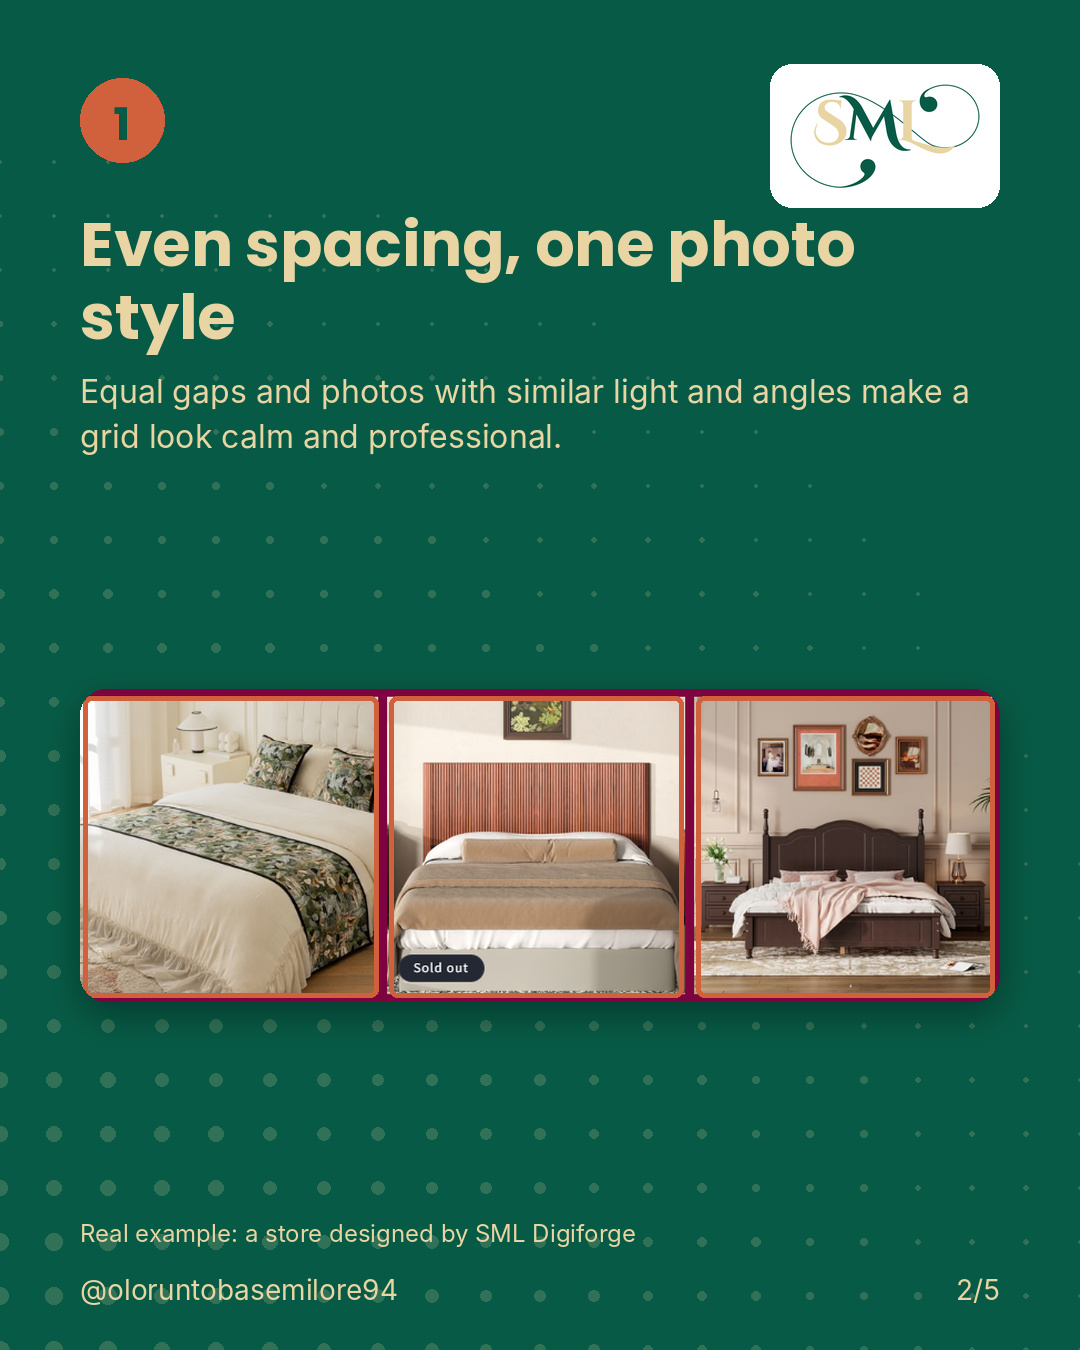 1
SML
Even spacing, one photo
style
Equal gaps and photos with similar light and angles make a
grid look calm and professional.
Sold out
Real example: a store designed by SML Digiforge
@oloruntobasemilore94
2/5